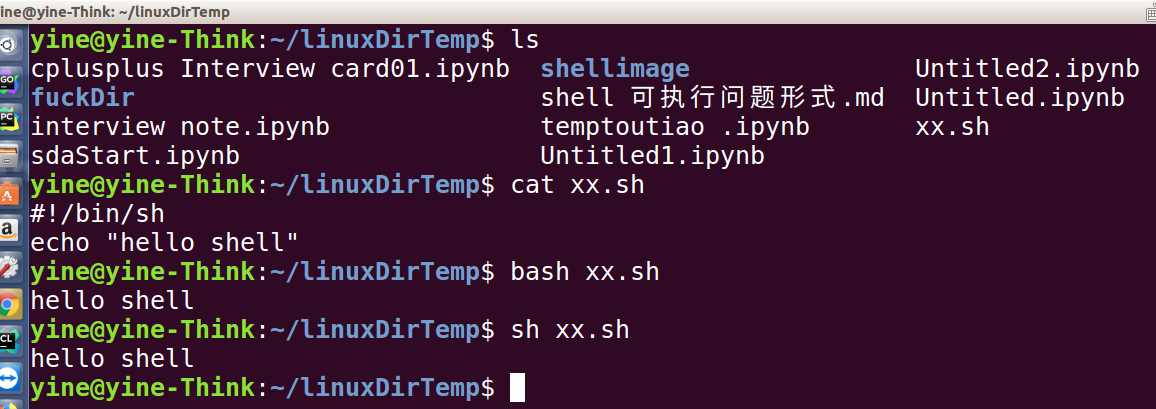 ine@yine-Think: ~/linuxDirTemp
yine@yine-Think:~/linuxDirTemp$ ls
cplusplus Interview card01.ipynb shellimage Untitled2.ipynb
fuckDir shell 可执行问题形式.md Untitled.ipynb
interview note.ipynb temptoutiao .ipynb xx.sh
sdaStart.ipynb Untitled1.ipynb
yine@yine-Think:~/linuxDirTemp$ cat xx.sh
#!/bin/sh
echo "hello shell"
yine@yine-Think:~/linuxDirTemp$ bash xx.sh
hello shell
yine@yine-Think:~/linuxDirTemp$ sh xx.sh
hello shell
yine@yine-Think:~/linuxDirTemp$
GO
PC
A
a
CL